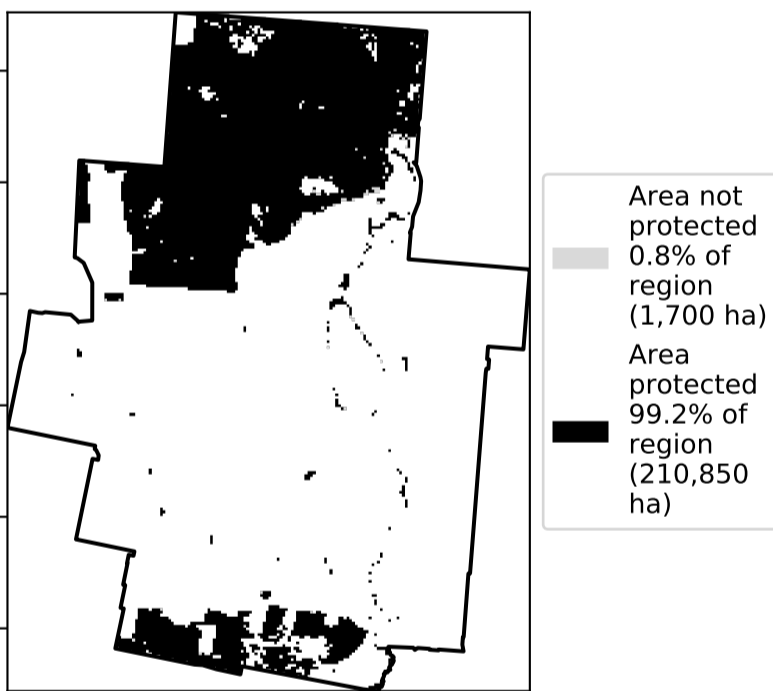 Area not
protected
0.8% of
region
(1,700 ha)
Area
protected
99.2% of
region
(210,850
ha)